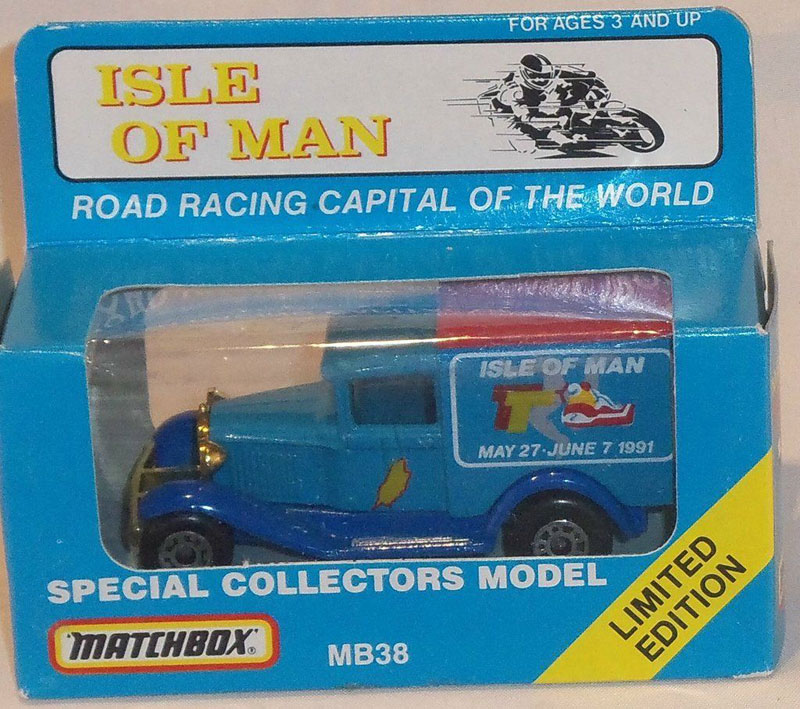 FOR AGES 3 AND UP
ISLE
OF MAN
ROAD RACING CAPITAL OF THE WORLD
ISLE OF MAN
TT
MAY 27-JUNE 7 1991
SPECIAL COLLECTORS MODEL
LIMITED
EDITION
"MATCHBOX"®
MB38